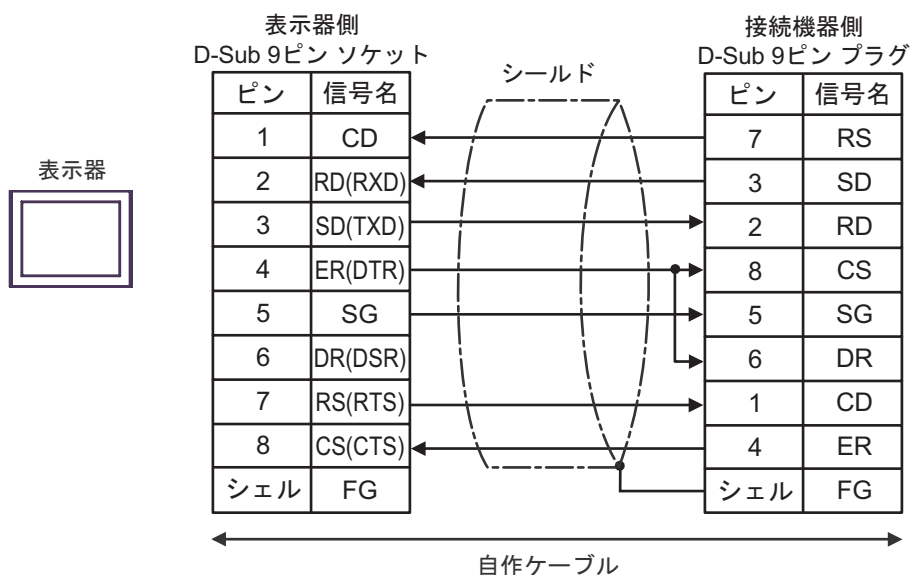 表示器側
D-Sub 9ピン ソケット
接続機器側
D-Sub 9ピン プラグ
シールド
表示器
ピン 信号名
1 CD
2 RD(RXD)
3 SD(TXD)
4 ER(DTR)
5 SG
6 DR(DSR)
7 RS(RTS)
8 CS(CTS)
シェル FG
ピン 信号名
7 RS
3 SD
2 RD
8 CS
5 SG
6 DR
1 CD
4 ER
シェル FG
自作ケーブル